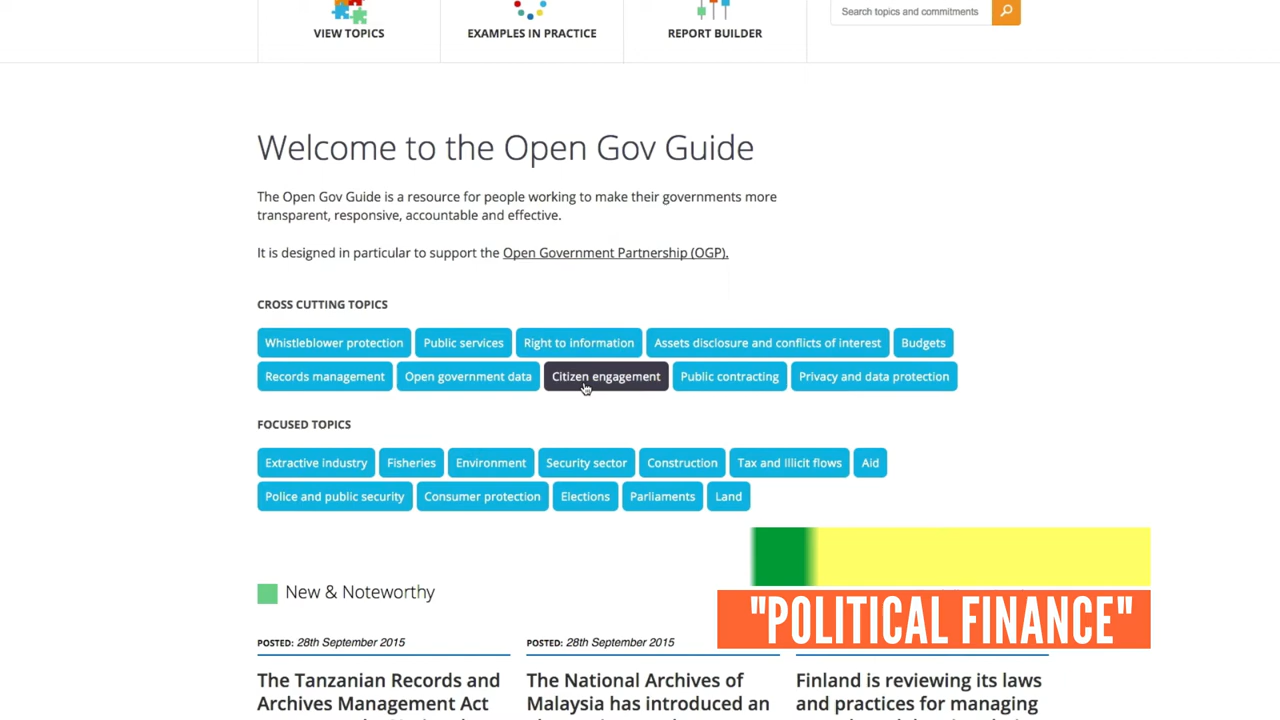 VIEW TOPICS
EXAMPLES IN PRACTICE
REPORT BUILDER
Search topics and commitments
Welcome to the Open Gov Guide
The Open Gov Guide is a resource for people working to make their governments more
transparent, responsive, accountable and effective.
It is designed in particular to support the Open Government Partnership (OGP).
CROSS CUTTING TOPICS
Whistleblower protection Public services Right to information Assets disclosure and conflicts of interest Budgets
Records management Open government data Citizen engagement Public contracting Privacy and data protection
FOCUSED TOPICS
Extractive industry Fisheries Environment Security sector Construction Tax and Illicit flows Aid
Police and public security Consumer protection Elections Parliaments Land
New & Noteworthy
"POLITICAL FINANCE"
POSTED: 28th September 2015
The Tanzanian Records and
Archives Management Act
POSTED: 28th September 2015
The National Archives of
Malaysia has introduced an
Finland is reviewing its laws
and practices for managing